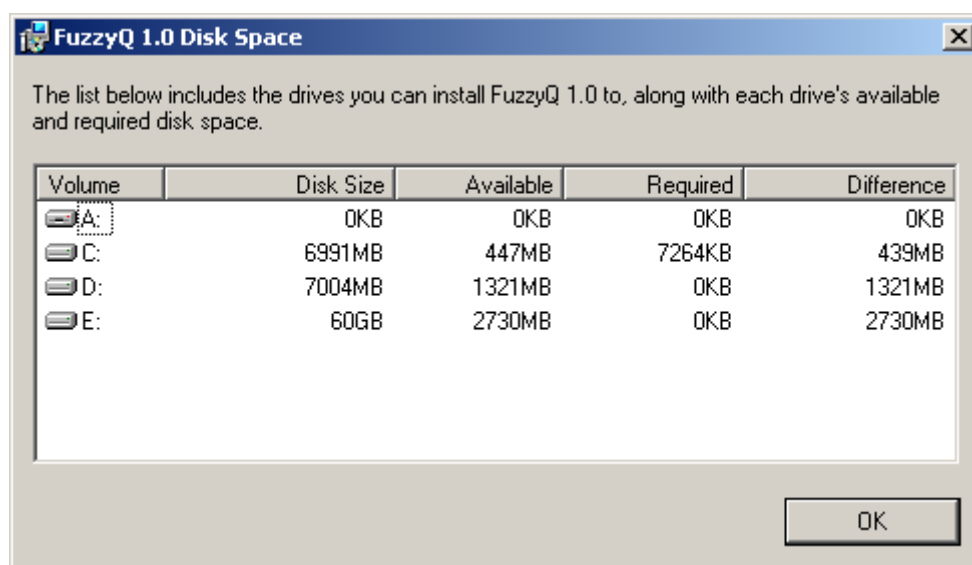 FuzzyQ 1.0 Disk Space
The list below includes the drives you can install FuzzyQ 1.0 to, along with each drive's available
and required disk space.
Volume Disk Size Available Required Difference
A: 0KB 0KB 0KB 0KB
C: 6991MB 447MB 7264KB 439MB
D: 7004MB 1321MB 0KB 1321MB
E: 60GB 2730MB 0KB 2730MB
OK